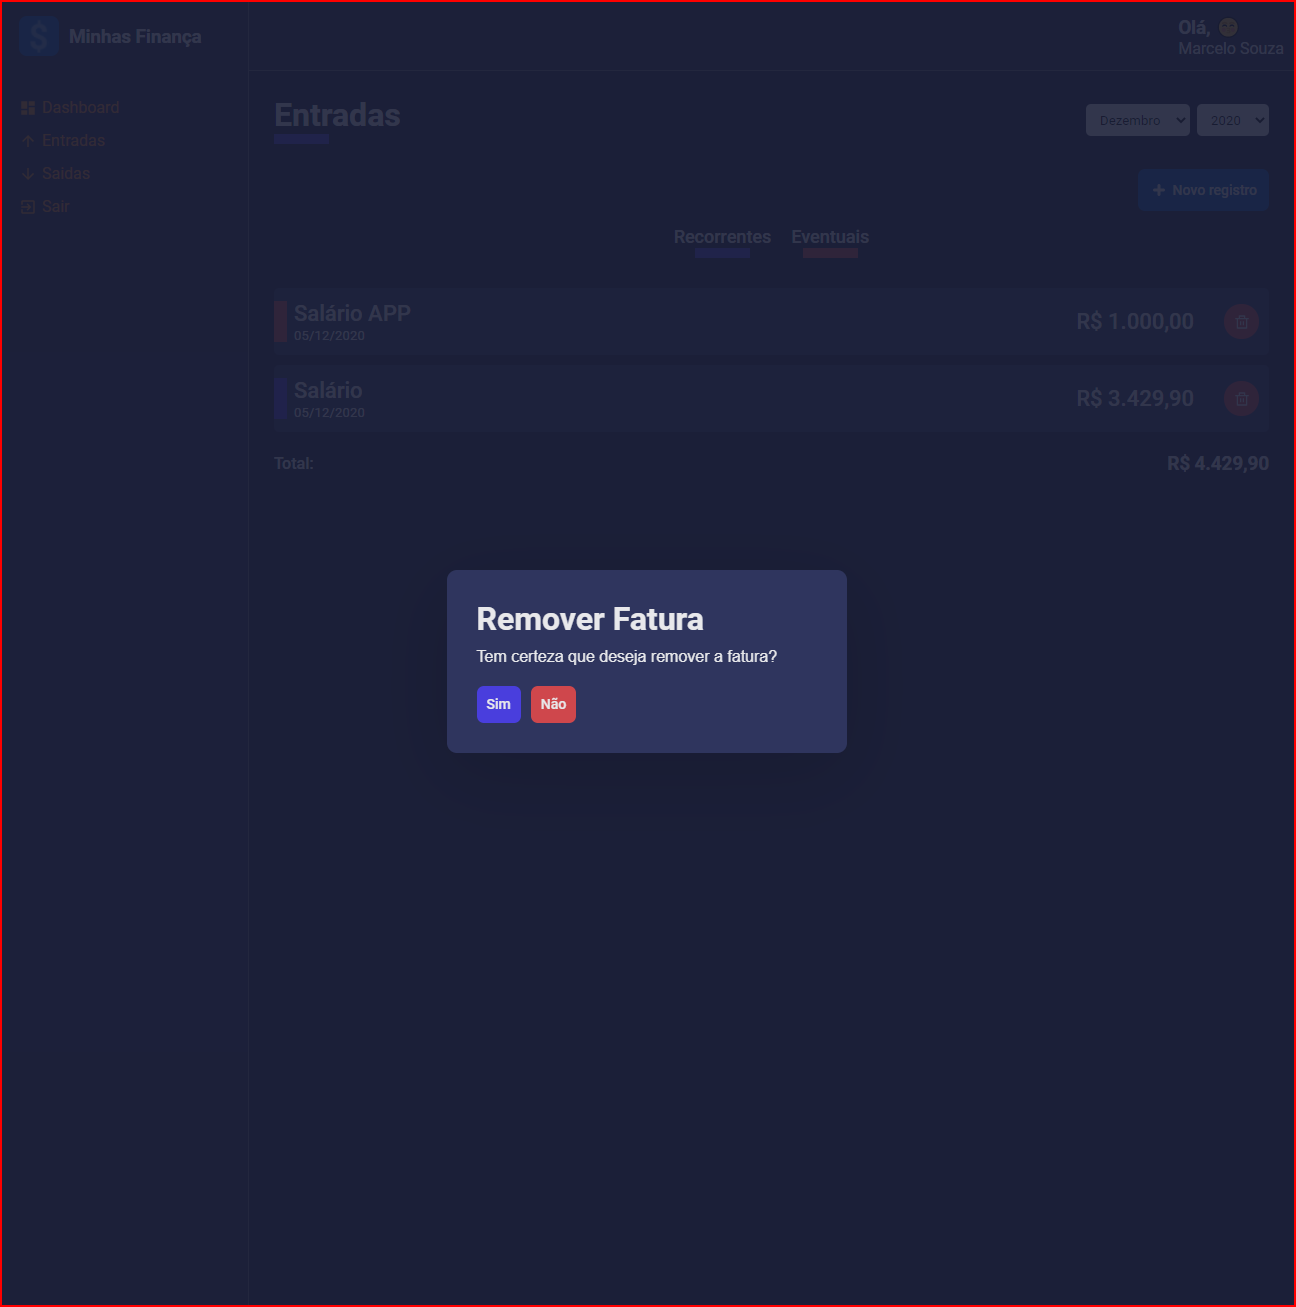 Minhas Finança
Olá, 😁
Marcelo Souza
Dashboard
Entradas
Saídas
Sair
Entradas
Dezembro 2020
Novo registro
Recorrentes Eventuais
Salário APP
05/12/2020
R$ 1.000,00
Salário
05/12/2020
R$ 3.429,90
Total: R$ 4.429,90
Remover Fatura
Tem certeza que deseja remover a fatura?
Sim Não